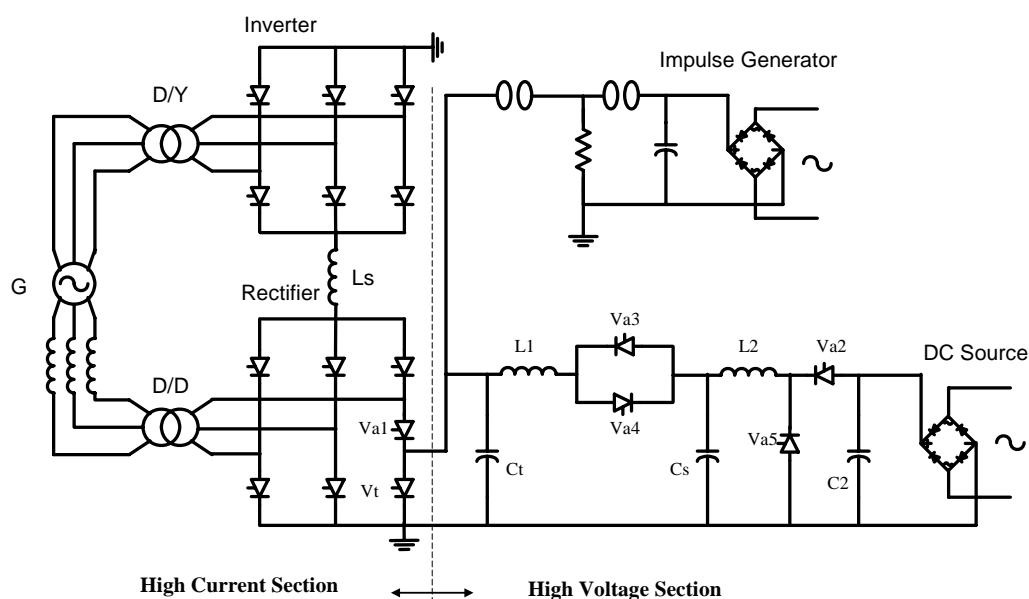 Inverter
D/Y
Impulse Generator
G
Ls
Rectifier
D/D
Va3
L1
L2
Va2
DC Source
Va4
Va1
Va5
Vt
Ct
Cs
C2
High Current Section
High Voltage Section